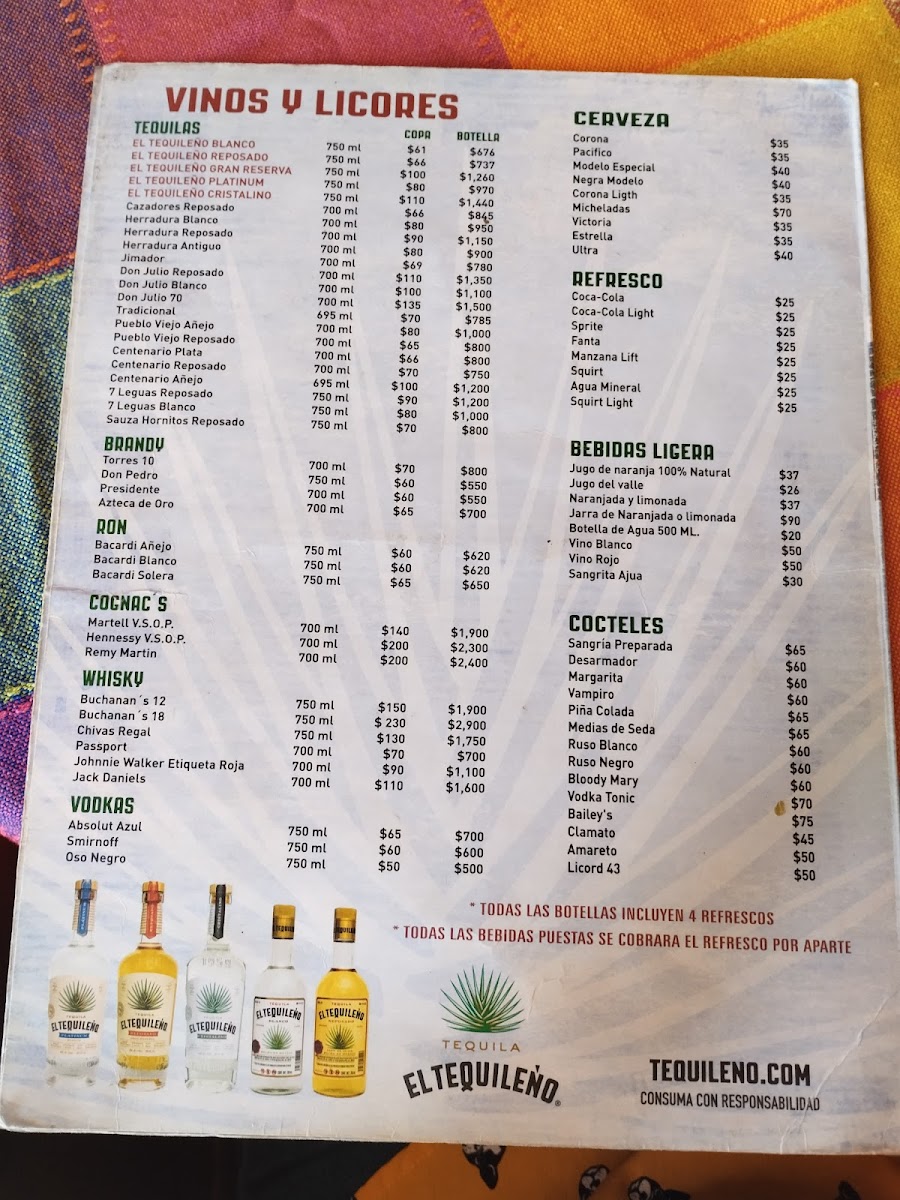 VINOS Y LICORES
TEQUILAS COPA BOTELLA
EL TEQUILEÑO BLANCO 750 ml $61 $676
EL TEQUILEÑO REPOSADO 750 ml $66 $737
EL TEQUILEÑO GRAN RESERVA 750 ml $100 $1,260
EL TEQUILEÑO PLATINUM 750 ml $80 $970
EL TEQUILEÑO CRISTALINO 750 ml $110 $1,440
Cazadores Reposado 700 ml $66 $845
Herradura Blanco 700 ml $80 $950
Herradura Reposado 700 ml $90 $1,150
Herradura Antiguo 700 ml $80 $900
Jimador 700 ml $69 $780
Don Julio Reposado 700 ml $110 $1,350
Don Julio Blanco 700 ml $100 $1,100
Don Julio 70 700 ml $135 $1,500
Tradicional 695 ml $70 $785
Pueblo Viejo Añejo 700 ml $80 $1,000
Pueblo Viejo Reposado 700 ml $65 $800
Centenario Plata 700 ml $66 $800
Centenario Reposado 700 ml $70 $750
Centenario Añejo 695 ml $100 $1,200
7 Leguas Reposado 750 ml $90 $1,200
7 Leguas Blanco 750 ml $80 $1,000
Sauza Hornitos Reposado 750 ml $70 $800
BRANDY
Torres 10 700 ml $70 $800
Don Pedro 750 ml $60 $550
Presidente 700 ml $60 $550
Azteca de Oro 700 ml $65 $700
RON
Bacardi Añejo 750 ml $60 $620
Bacardi Blanco 750 ml $60 $620
Bacardi Solera 750 ml $65 $650
COGNAC´S
Martell V.S.O.P. 700 ml $140 $1,900
Hennessy V.S.O.P. 700 ml $200 $2,300
Remy Martin 700 ml $200 $2,400
WHISKY
Buchanan´s 12 750 ml $150 $1,900
Buchanan´s 18 750 ml $ 230 $2,900
Chivas Regal 750 ml $130 $1,750
Passport 700 ml $70 $700
Johnnie Walker Etiqueta Roja 700 ml $90 $1,100
Jack Daniels 700 ml $110 $1,600
VODKAS
Absolut Azul 750 ml $65 $700
Smirnoff 750 ml $60 $600
Oso Negro 750 ml $50 $500
CERVEZA
Corona $35
Pacifico $35
Modelo Especial $40
Negra Modelo $40
Corona Ligth $35
Micheladas $70
Victoria $35
Estrella $35
Ultra $40
REFRESCO
Coca-Cola $25
Coca-Cola Light $25
Sprite $25
Fanta $25
Manzana Lift $25
Squirt $25
Agua Mineral $25
Squirt Light $25
BEBIDAS LIGERA
Jugo de naranja 100% Natural $37
Jugo del valle $26
Naranjada y limonada $37
Jarra de Naranjada o limonada $90
Botella de Agua 500 ML. $20
Vino Blanco $50
Vino Rojo $50
Sangrita Ajua $30
COCTELES
Sangría Preparada $65
Desarmador $60
Margarita $60
Vampiro $60
Piña Colada $65
Medias de Seda $65
Ruso Blanco $60
Ruso Negro $60
Bloody Mary $60
Vodka Tonic $70
Bailey's $75
Clamato $45
Amareto $50
Licord 43 $50
* TODAS LAS BOTELLAS INCLUYEN 4 REFRESCOS
* TODAS LAS BEBIDAS PUESTAS SE COBRARA EL REFRESCO POR APARTE
EL TEQUILEÑO
EL TEQUILEÑO
EL TEQUILEÑO
TEQUILA
EL TEQUILEÑO
BLANCO
TEQUILA
EL TEQUILEÑO
TEQUILA
EL TEQUILEÑO®
TEQUILENO.COM
CONSUMA CON RESPONSABILIDAD